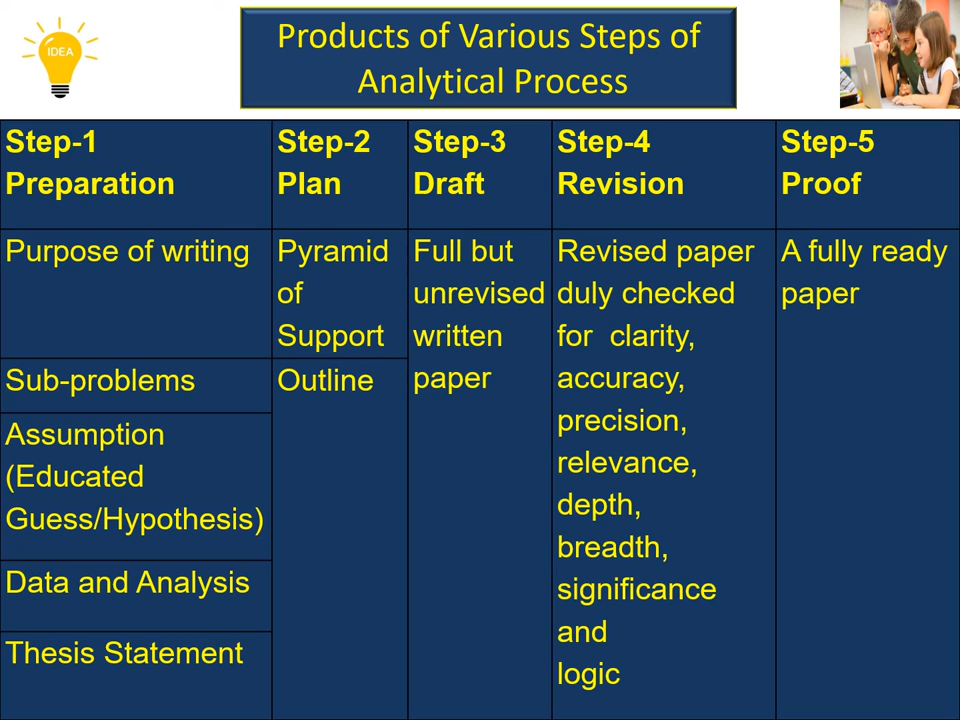 IDEA
Products of Various Steps of
Analytical Process
Step-1
Preparation
Step-2
Plan
Step-3
Draft
Step-4
Revision
Step-5
Proof
Purpose of writing
Pyramid
of
Support
Full but
unrevised
written
paper
Revised paper
duly checked
for clarity,
accuracy,
precision,
relevance,
depth,
breadth,
significance
and
logic
A fully ready
paper
Sub-problems
Outline
Assumption
(Educated
Guess/Hypothesis)
Data and Analysis
Thesis Statement